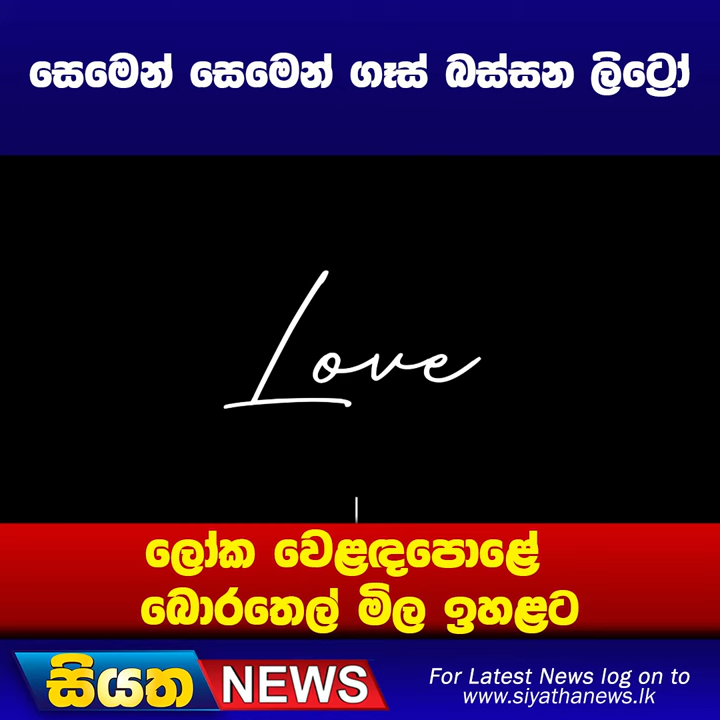 සෙමෙන් සෙමෙන් ගෑස් බස්සන ලිට්‍රෝ
Love
ලෝක වෙළඳපොළේ
බොරතෙල් මිල ඉහළට
සියත NEWS
For Latest News log on to
www.siyathanews.lk